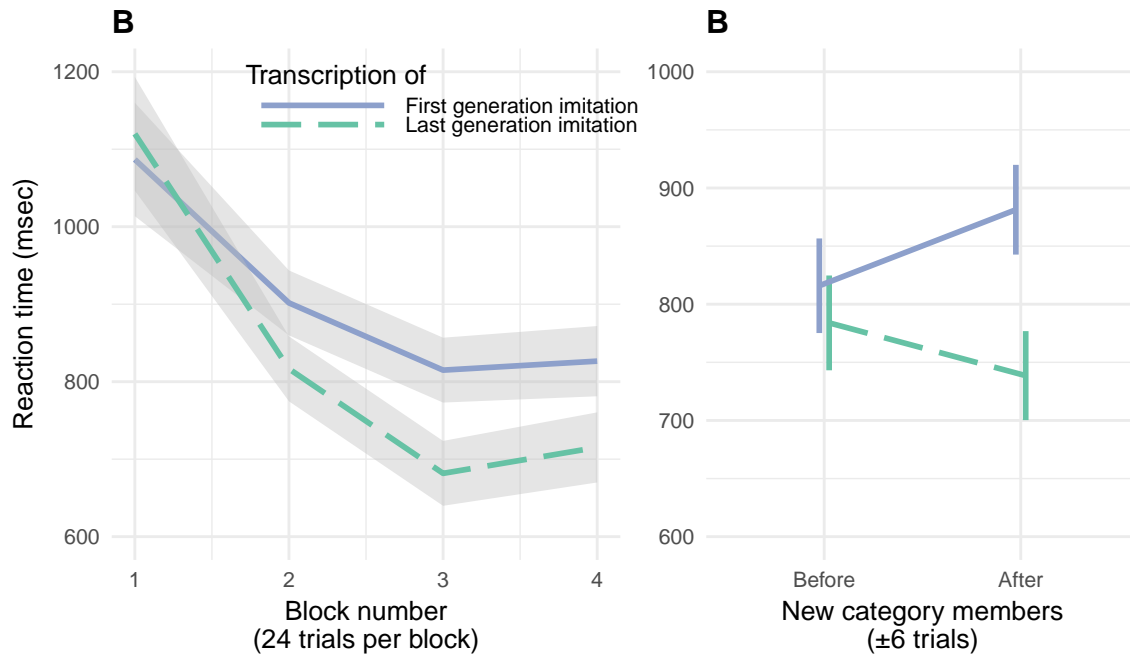 B
Transcription of
First generation imitation
Last generation imitation
Reaction time (msec)
1200
1000
800
600
1
2
3
4
Block number
(24 trials per block)
B
1000
900
800
700
600
Before
After
New category members
(±6 trials)